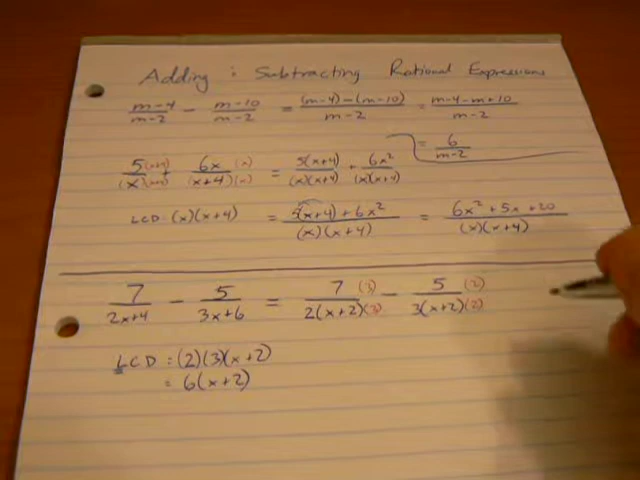 Adding : Subtracting Rational Expressions
(m-4)/(m-2) - (m-10)/(m-2) = ((m-4)-(m-10))/(m-2) = (m-4-m+10)/(m-2)
= 6/(m-2)
5(x+4)/(x)(x+4) + 6x(x)/(x+4)(x) = 5(x+4)/(x)(x+4) + 6x²/(x)(x+4)
LCD: (x)(x+4) = (5(x+4)+6x²)/(x)(x+4) = (6x²+5x+20)/(x)(x+4)
7/(2x+4) - 5/(3x+6) = 7(3)/2(x+2)(3) - 5(2)/3(x+2)(2)
LCD : (2)(3)(x+2)
= 6(x+2)